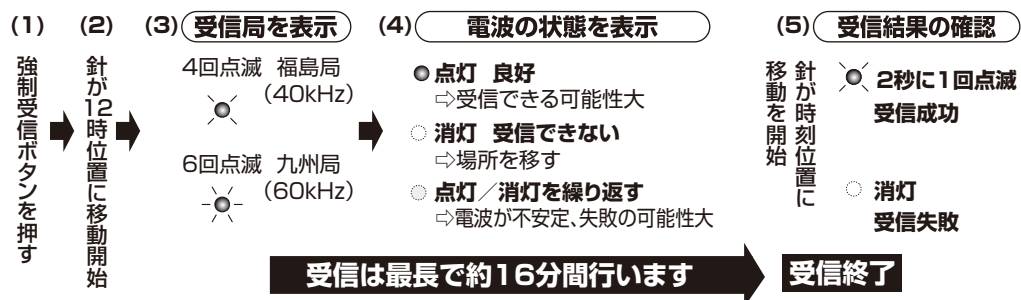 (1)
強制受信ボタンを押す
(2)
針が12時位置に移動開始
(3) 受信局を表示
4回点滅 福島局
(40kHz)
6回点滅 九州局
(60kHz)
(4) 電波の状態を表示
点灯 良好
⇨受信できる可能性大
消灯 受信できない
⇨場所を移す
点灯／消灯を繰り返す
⇨電波が不安定、失敗の可能性大
(5) 受信結果の確認
針が時刻位置に
移動を開始
2秒に1回点滅
受信成功
消灯
受信失敗
受信は最長で約16分間行います
受信終了